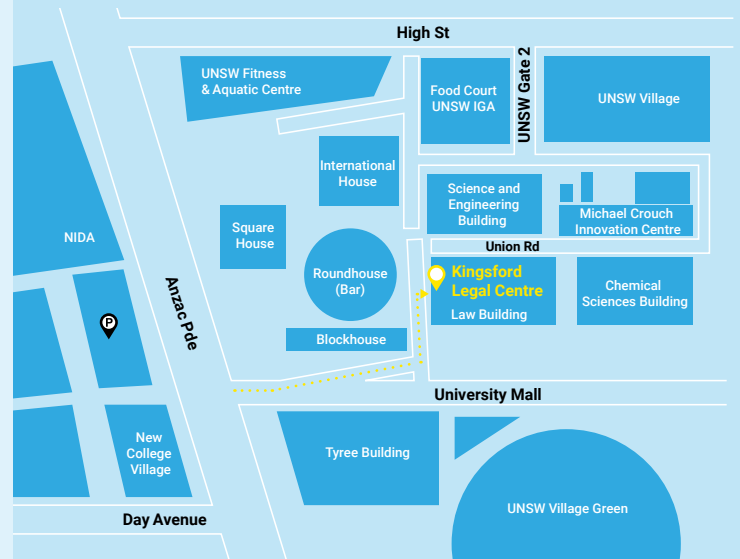 High St
UNSW Fitness
& Aquatic Centre
Food Court
UNSW IGA
UNSW Gate 2
UNSW Village
International
House
Science and
Engineering
Building
Michael Crouch
Innovation Centre
Square
House
NIDA
Union Rd
Roundhouse
(Bar)
Kingsford
Legal Centre
Law Building
Chemical
Sciences Building
Anzac Pde
P
Blockhouse
University Mall
New
College
Village
Tyree Building
UNSW Village Green
Day Avenue